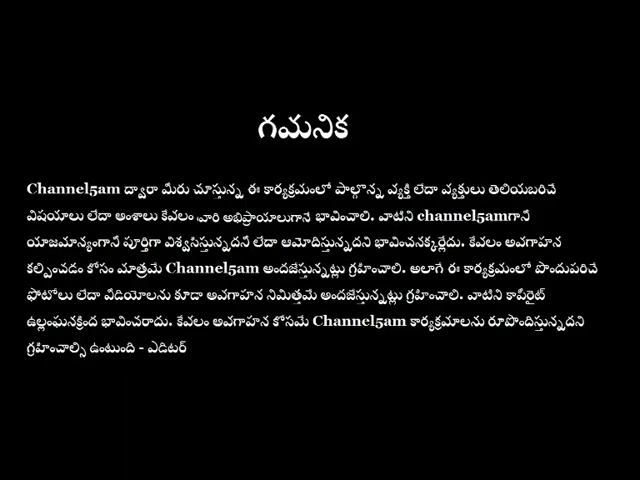 గమనిక
Channel5am ద్వారా మీరు చూస్తున్న ఈ కార్యక్రమంలో పాల్గొన్న వ్యక్తి లేదా వ్యక్తులు తెలియబరిచే
విషయాలు లేదా అంశాలు కేవలం వారి అభిప్రాయాలుగానే భావించాలి. వాటిని channel5amగానీ
యాజమాన్యంగానీ పూర్తిగా విశ్వసిస్తున్నదనీ లేదా ఆమోదిస్తున్నదని భావించనక్కర్లేదు. కేవలం అవగాహన
కల్పించడం కోసం మాత్రమే Channel5am అందజేస్తున్నట్లు గ్రహించాలి. అలాగే ఈ కార్యక్రమంలో పొందుపరిచే
ఫోటోలు లేదా వీడియోలను కూడా అవగాహన నిమిత్తమే అందజేస్తున్నట్లు గ్రహించాలి. వాటిని కాపీరైట్
ఉల్లంఘనక్రింద భావించరాదు. కేవలం అవగాహన కోసమే Channel5am కార్యక్రమాలను రూపొందిస్తున్నదని
గ్రహించాల్సి ఉంటుంది - ఎడిటర్